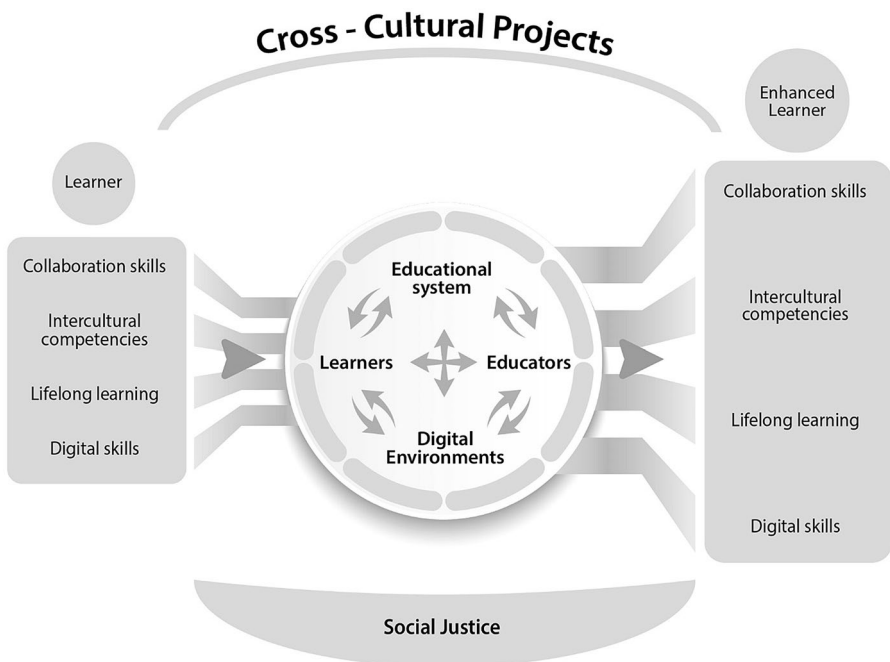 Cross - Cultural Projects
Learner
Collaboration skills
Intercultural
competencies
Lifelong learning
Digital skills
Educational
system
Learners
Educators
Digital
Environments
Enhanced
Learner
Collaboration skills
Intercultural
competencies
Lifelong learning
Digital skills
Social Justice